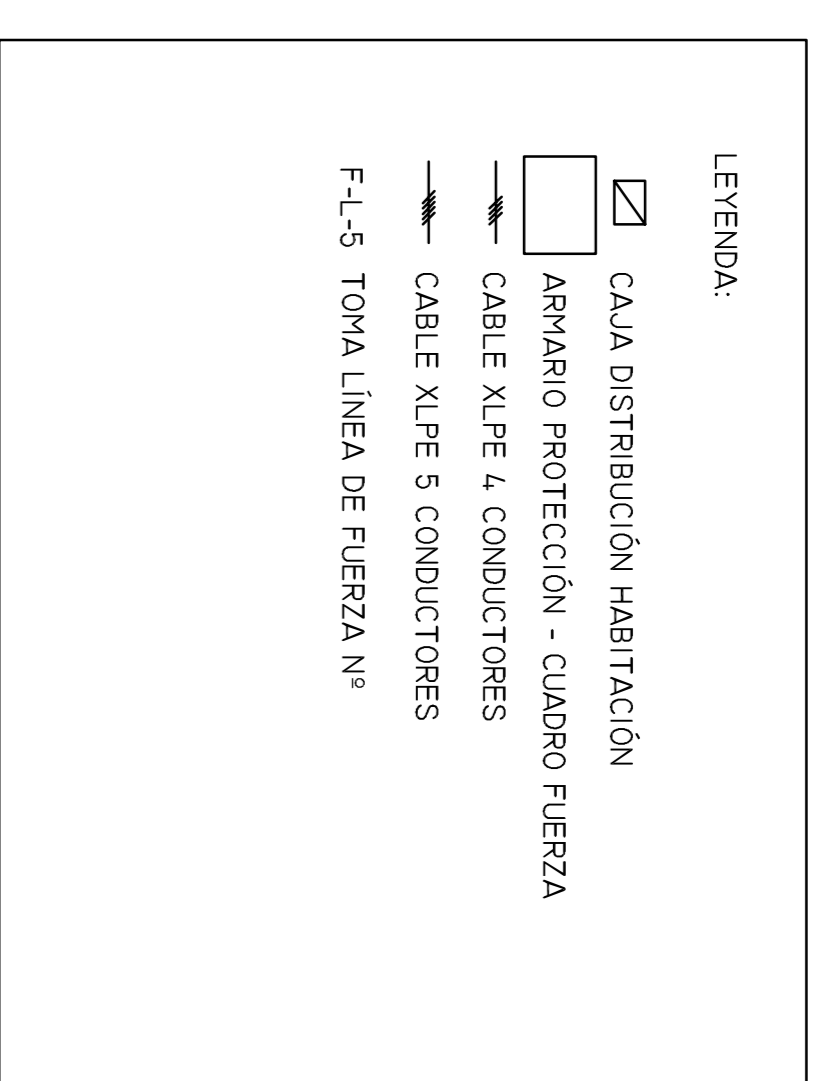 LEYENDA:
CAJA DISTRIBUCIÓN HABITACIÓN
ARMARIO PROTECCIÓN - CUADRO FUERZA
CABLE XLPE 4 CONDUCTORES
CABLE XLPE 5 CONDUCTORES
F-L-5 TOMA LÍNEA DE FUERZA Nº